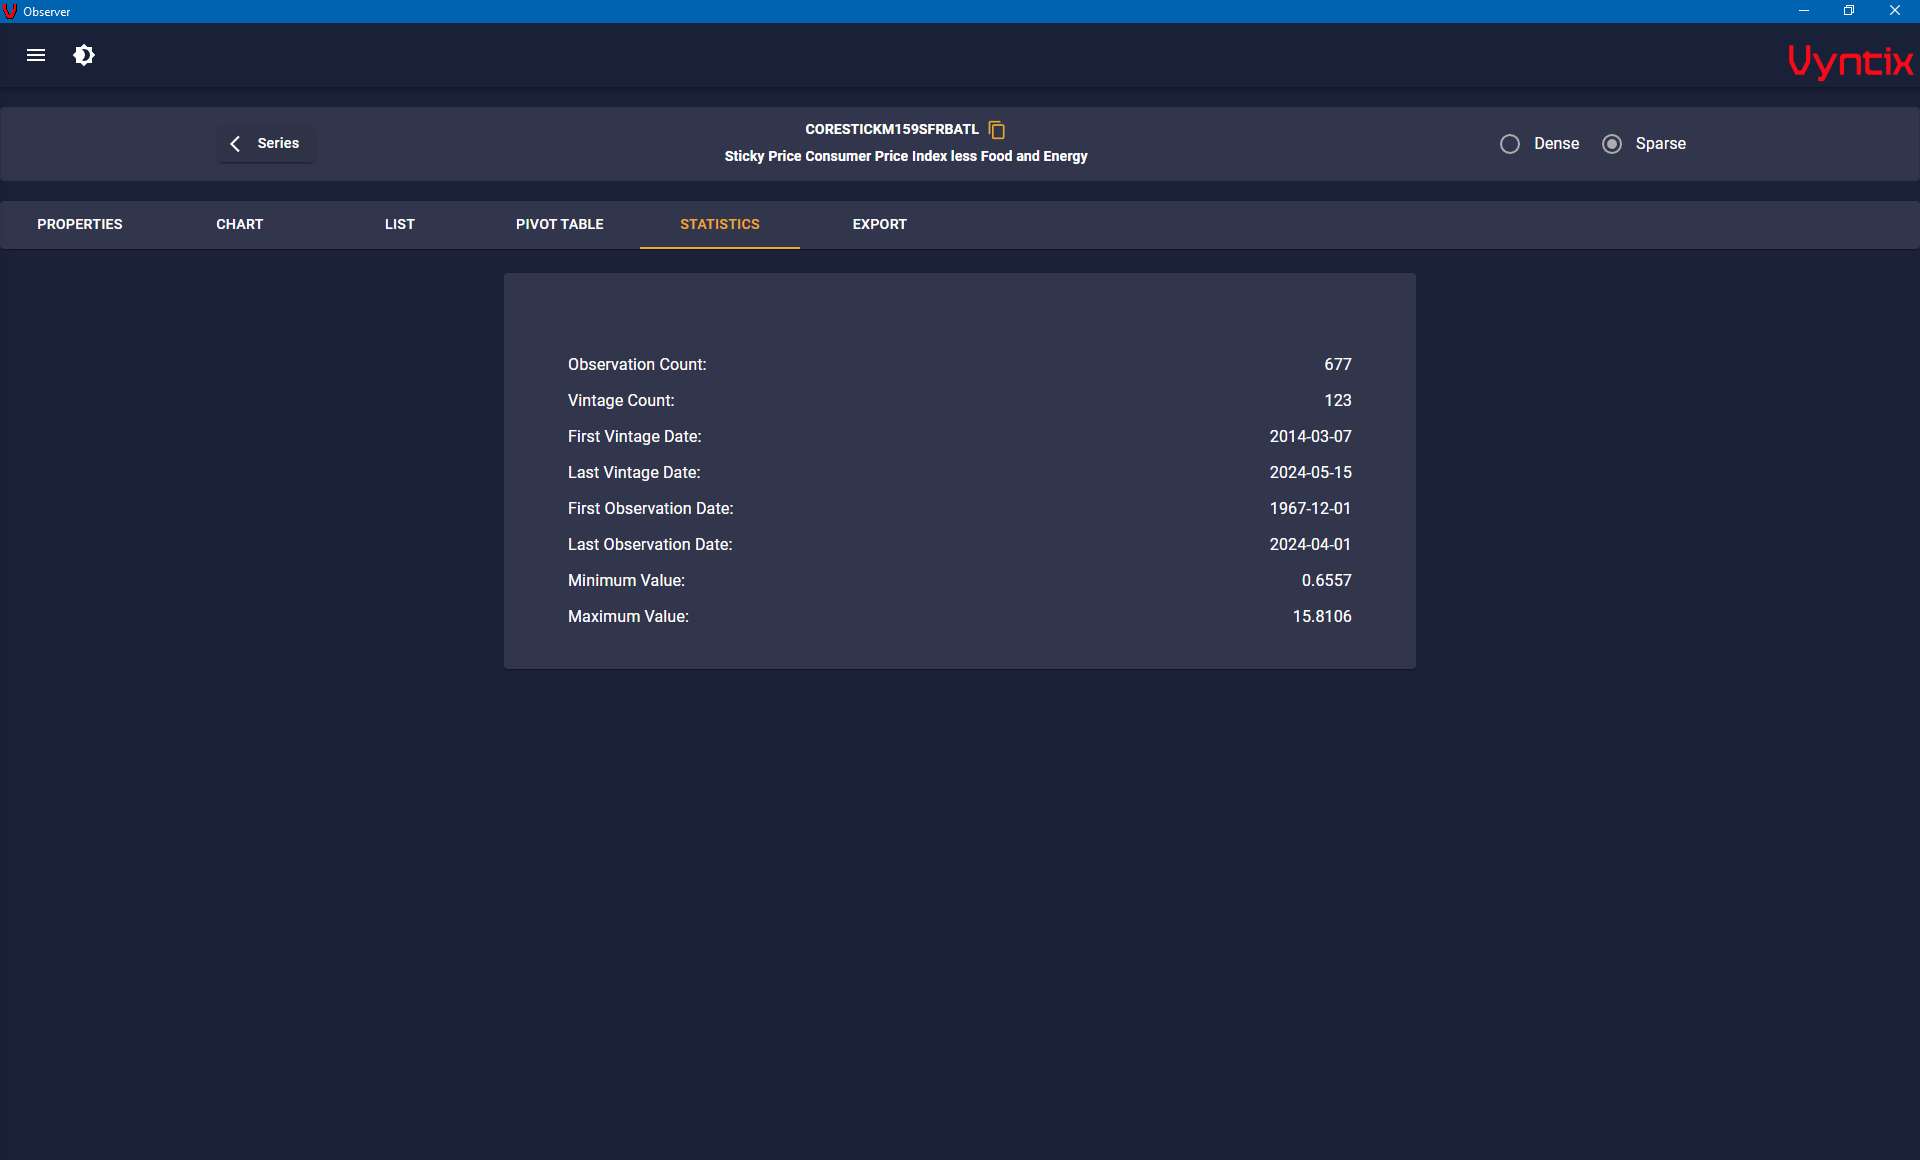 Observer
Vyntix
Series
CORESTICKM159SFRBATL
Sticky Price Consumer Price Index less Food and Energy
Dense
Sparse
PROPERTIES
CHART
LIST
PIVOT TABLE
STATISTICS
EXPORT
Observation Count: 677
Vintage Count: 123
First Vintage Date: 2014-03-07
Last Vintage Date: 2024-05-15
First Observation Date: 1967-12-01
Last Observation Date: 2024-04-01
Minimum Value: 0.6557
Maximum Value: 15.8106